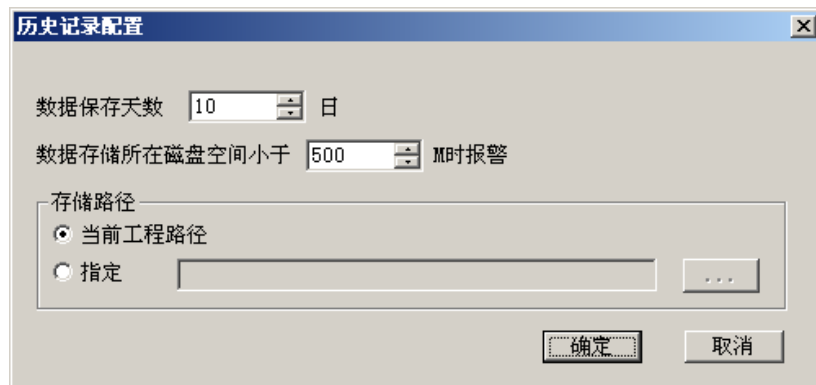 历史记录配置
数据保存天数 10 日
数据存储所在磁盘空间小于 500 M时报警
存储路径
当前工程路径
指定 ...
确定 取消